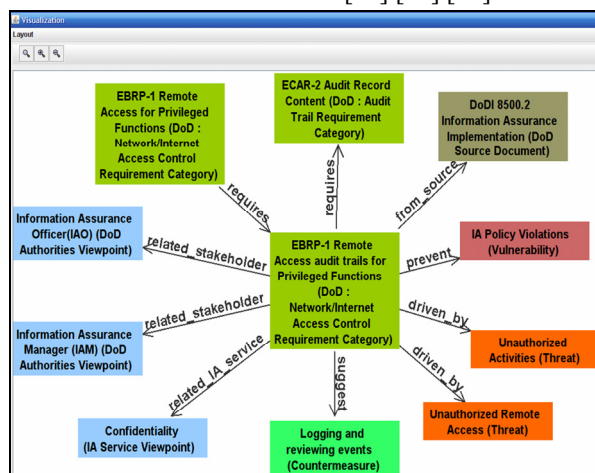 Visualization
Layout
EBRP-1 Remote
Access for Privileged
Functions (DoD :
Network/Internet
Access Control
Requirement Category)
ECAR-2 Audit Record
Content (DoD : Audit
Trail Requirement
Category)
DoDI 8500.2
Information Assurance
Implementation (DoD
Source Document)
requires
requires
from_source
Information Assurance
Officer(IAO) (DoD
Authorities Viewpoint)
related_stakeholder
EBRP-1 Remote
Access audit trails for
Privileged Functions
(DoD :
Network/Internet
Access Control
Requirement Category)
prevent
IA Policy Violations
(Vulnerability)
related_stakeholder
driven_by
Information Assurance
Manager (IAM) (DoD
Authorities Viewpoint)
Unauthorized
Activities (Threat)
related_IA_service
suggest
driven_by
Confidentiality
(IA Service Viewpoint)
Logging and
reviewing events
(Countermeasure)
Unauthorized Remote
Access (Threat)